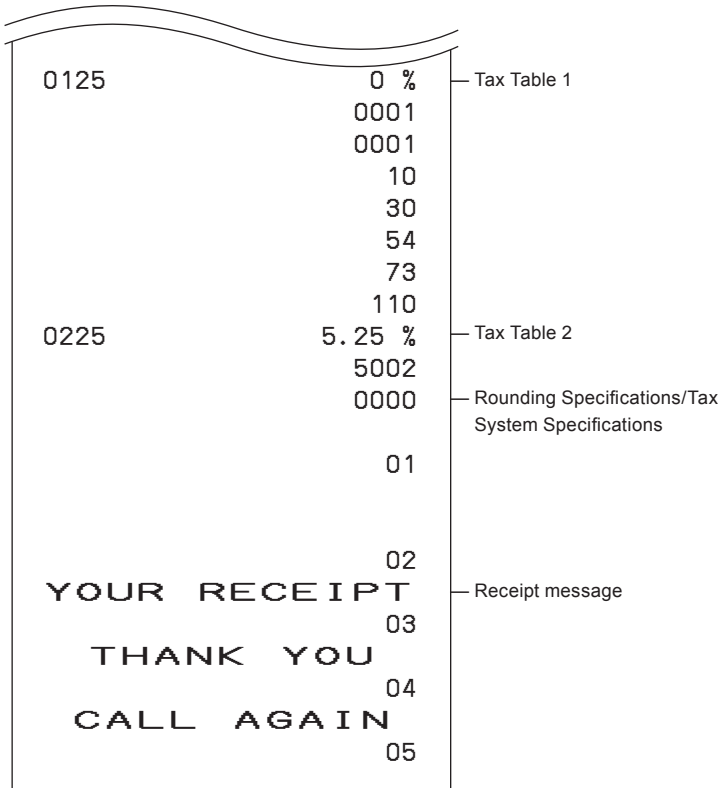 0125 0 % Tax Table 1
0001
0001
10
30
54
73
110
0225 5.25 % Tax Table 2
5002
0000 Rounding Specifications/Tax
System Specifications
01
02
YOUR RECEIPT Receipt message
03
THANK YOU
04
CALL AGAIN
05